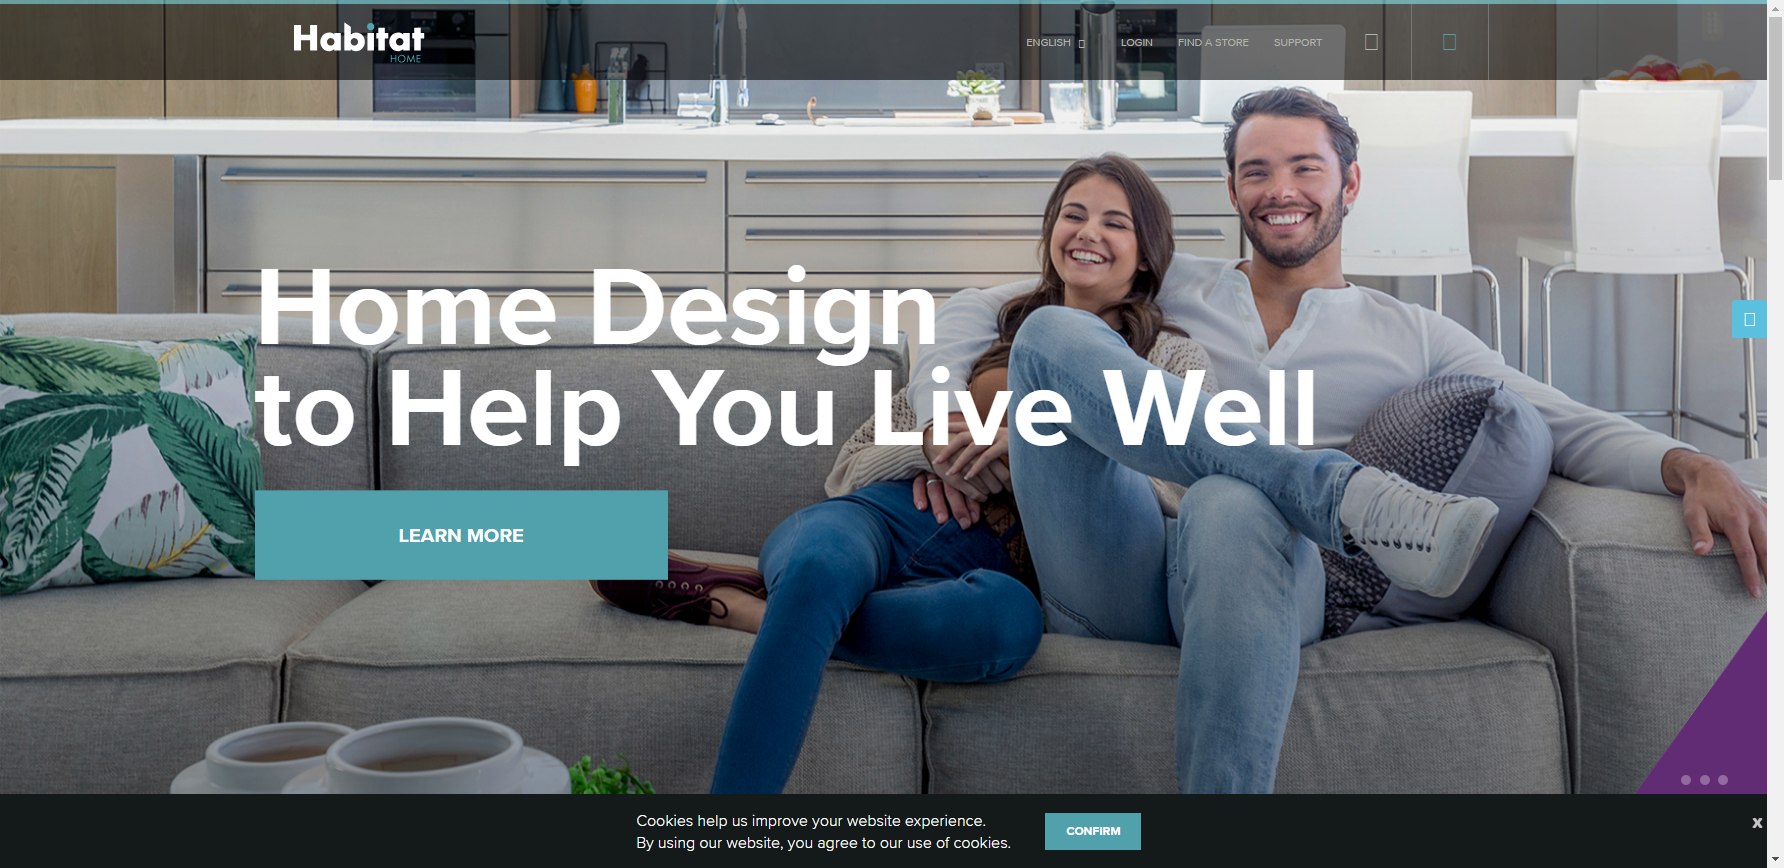 Habitat
HOME
ENGLISH
LOGIN
FIND A STORE
SUPPORT
Home Design
to Help You Live Well
LEARN MORE
Cookies help us improve your website experience.
By using our website, you agree to our use of cookies.
CONFIRM
x